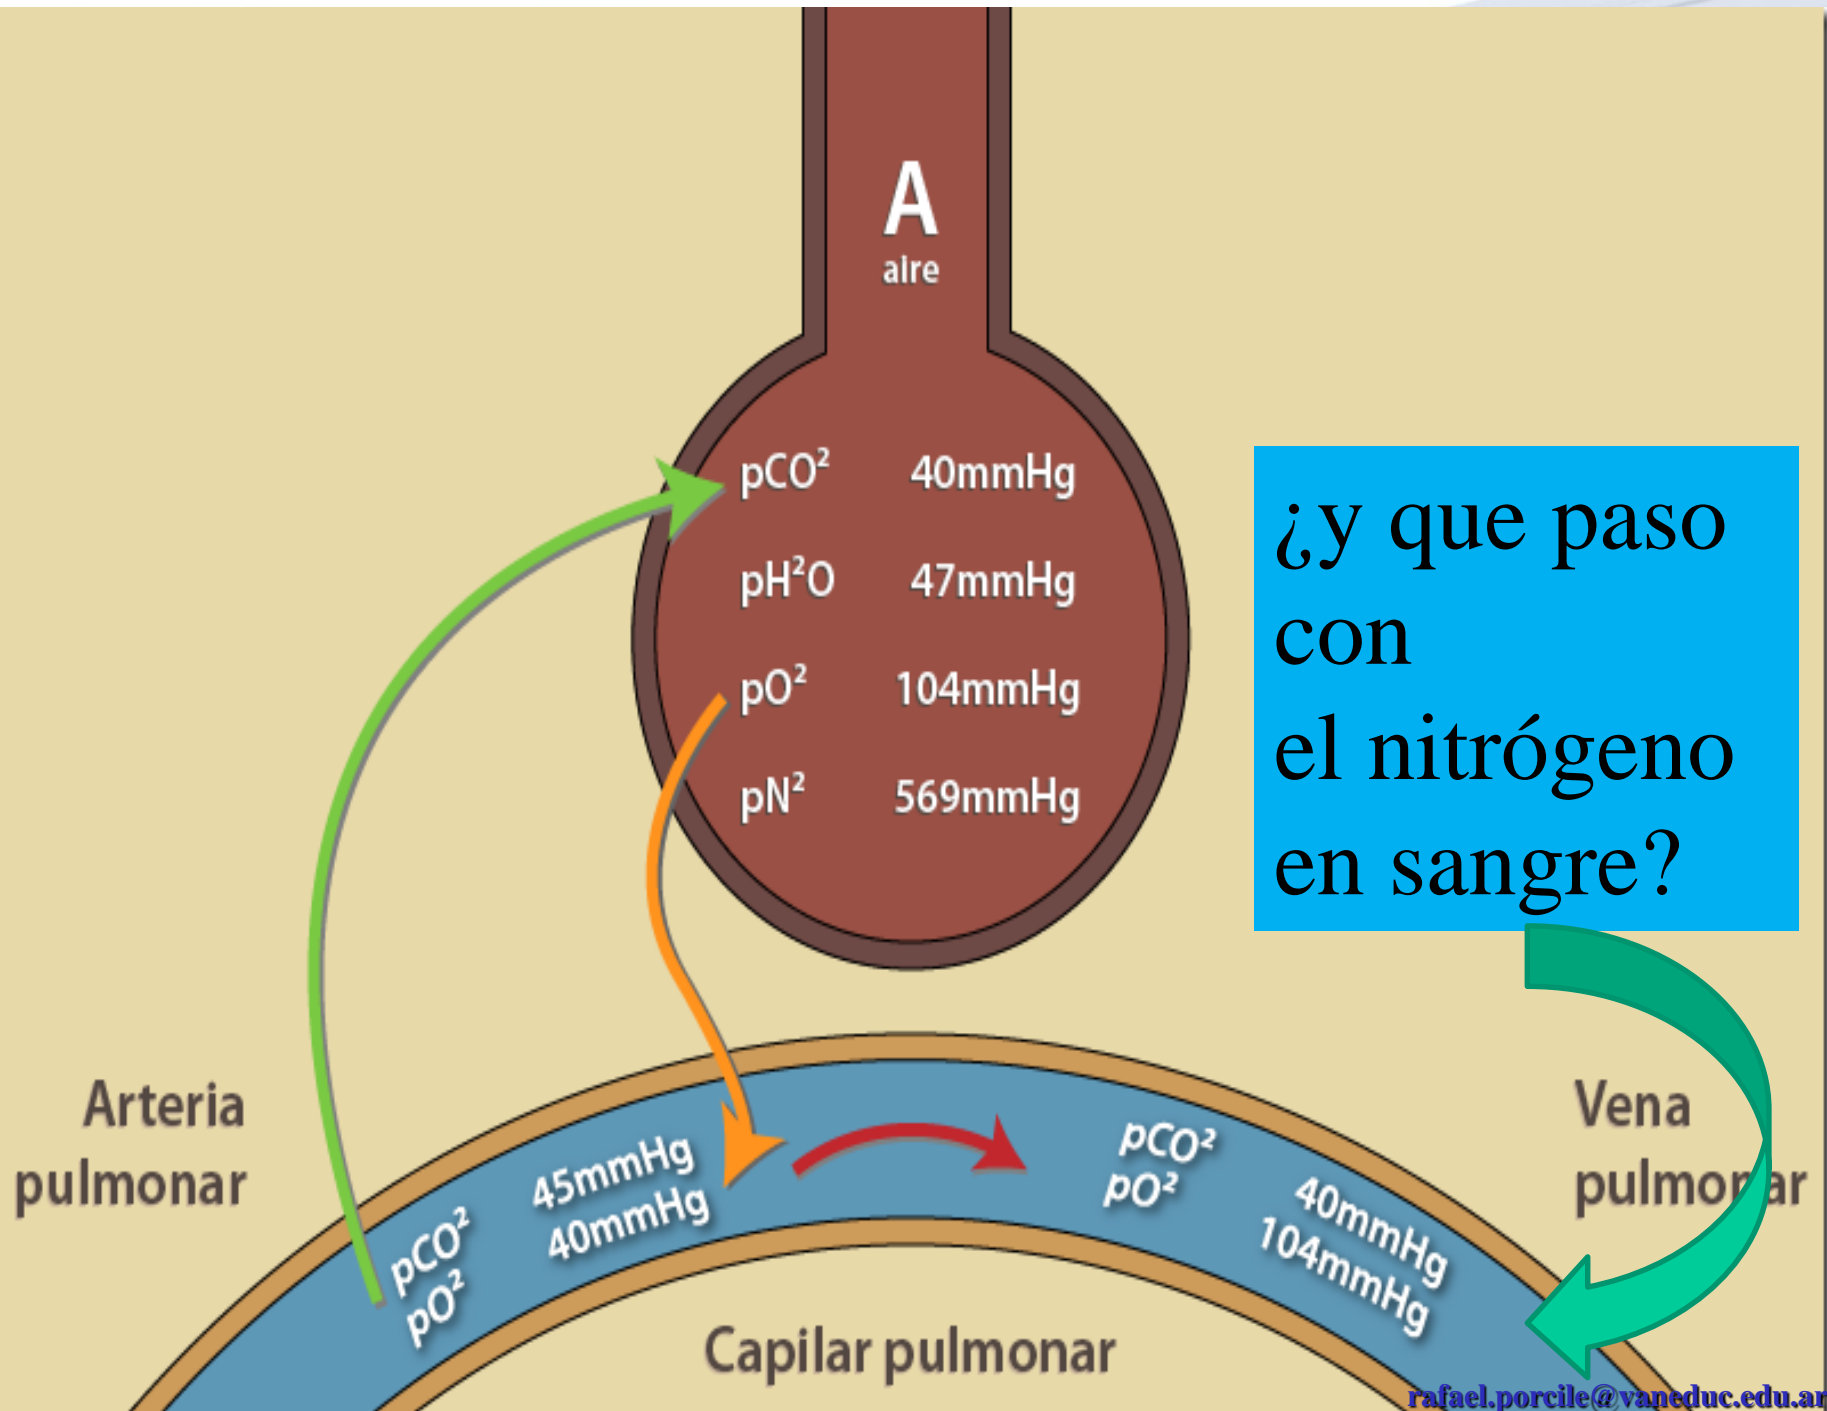 A
aire
pCO² 40mmHg
pH²O 47mmHg
pO² 104mmHg
pN² 569mmHg
¿y que paso
con
el nitrógeno
en sangre?
Arteria
pulmonar
Vena
pulmonar
pCO² 45mmHg
pO² 40mmHg
pCO² 40mmHg
pO² 104mmHg
Capilar pulmonar
rafael.porcile@vaneduc.edu.ar